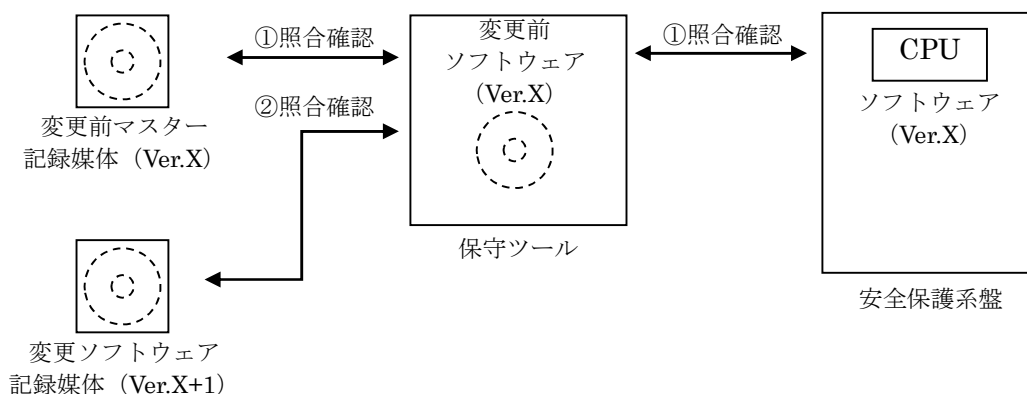 ①照合確認
変更前マスター
記録媒体（Ver.X）
②照合確認
変更前
ソフトウェア
（Ver.X）
保守ツール
①照合確認
CPU
ソフトウェア
（Ver.X）
安全保護系盤
変更ソフトウェア
記録媒体（Ver.X+1）